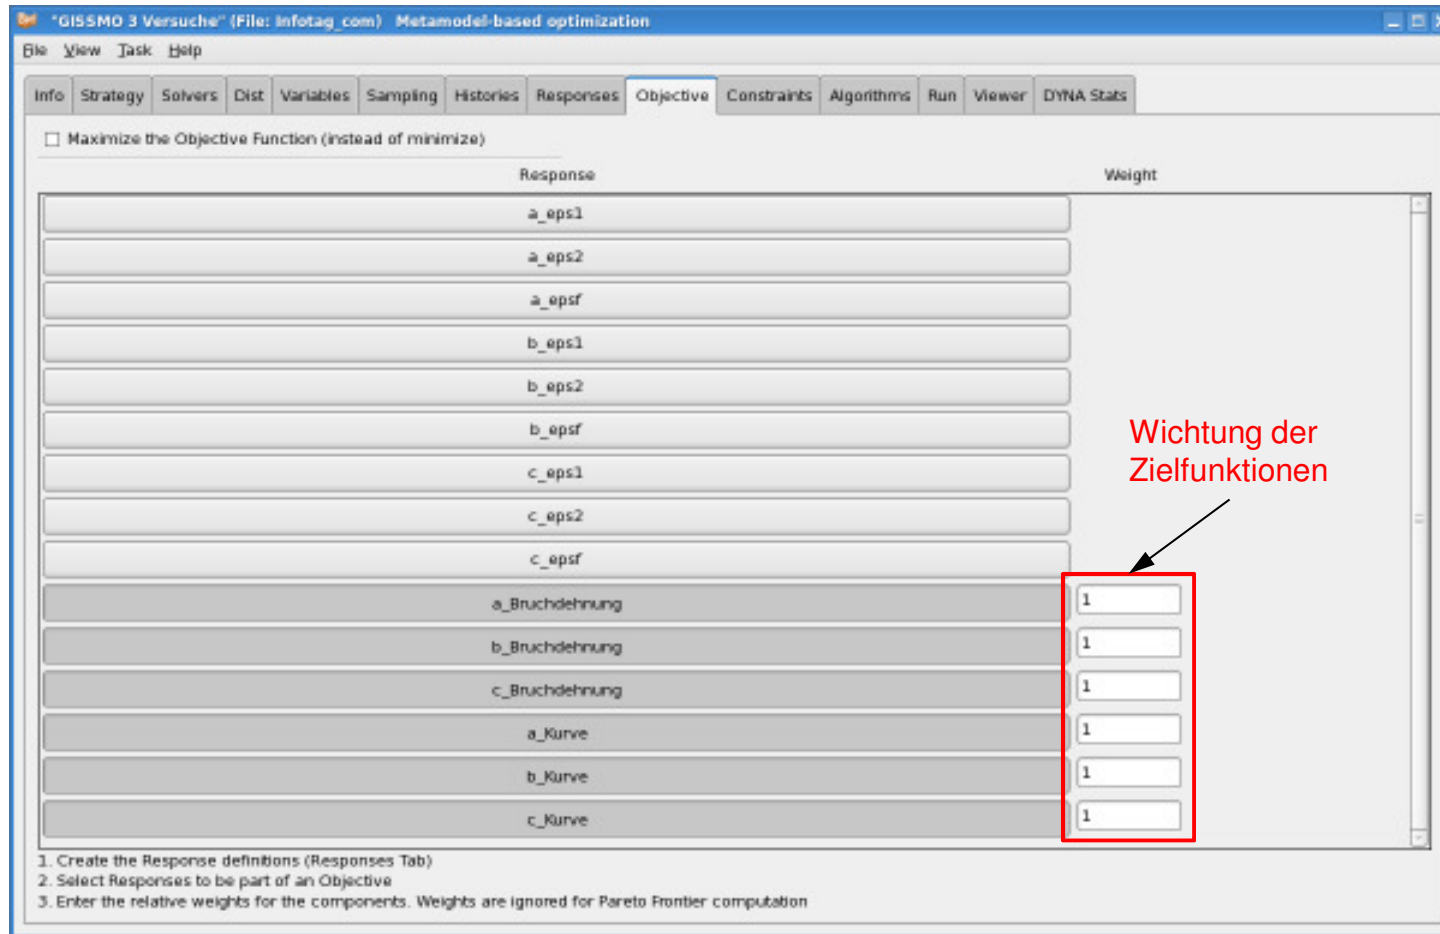 "GISSMO 3 Versuche" (File: Infotag_com) Metamodel-based optimization
File View Task Help
Info Strategy Solvers Dist Variables Sampling Histories Responses Objective Constraints Algorithms Run Viewer DYNA Stats
Maximize the Objective Function (instead of minimize)
Response Weight
a_eps1
a_eps2
a_epsf
b_eps1
b_eps2
b_epsf
c_eps1
c_eps2
c_epsf
Wichtung der
Zielfunktionen
a_Bruchdehnung 1
b_Bruchdehnung 1
c_Bruchdehnung 1
a_Kurve 1
b_Kurve 1
c_Kurve 1
1. Create the Response definitions (Responses Tab)
2. Select Responses to be part of an Objective
3. Enter the relative weights for the components. Weights are ignored for Pareto Frontier computation